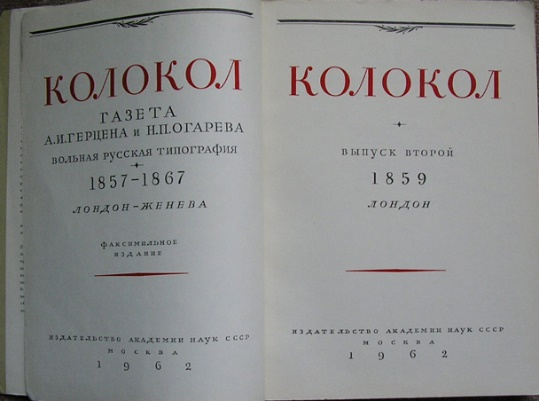 КОЛОКОЛ
ГАЗЕТА
А.И.ГЕРЦЕНА и Н.П.ОГАРЕВА
ВОЛЬНАЯ РУССКАЯ ТИПОГРАФИЯ
1857-1867
ЛОНДОН-ЖЕНЕВА
ФАКСИМИЛЬНОЕ
ИЗДАНИЕ
ИЗДАТЕЛЬСТВО АКАДЕМИИ НАУК СССР
МОСКВА
1962
КОЛОКОЛ
ВЫПУСК ВТОРОЙ
1859
ЛОНДОН
ИЗДАТЕЛЬСТВО АКАДЕМИИ НАУК СССР
МОСКВА
1962